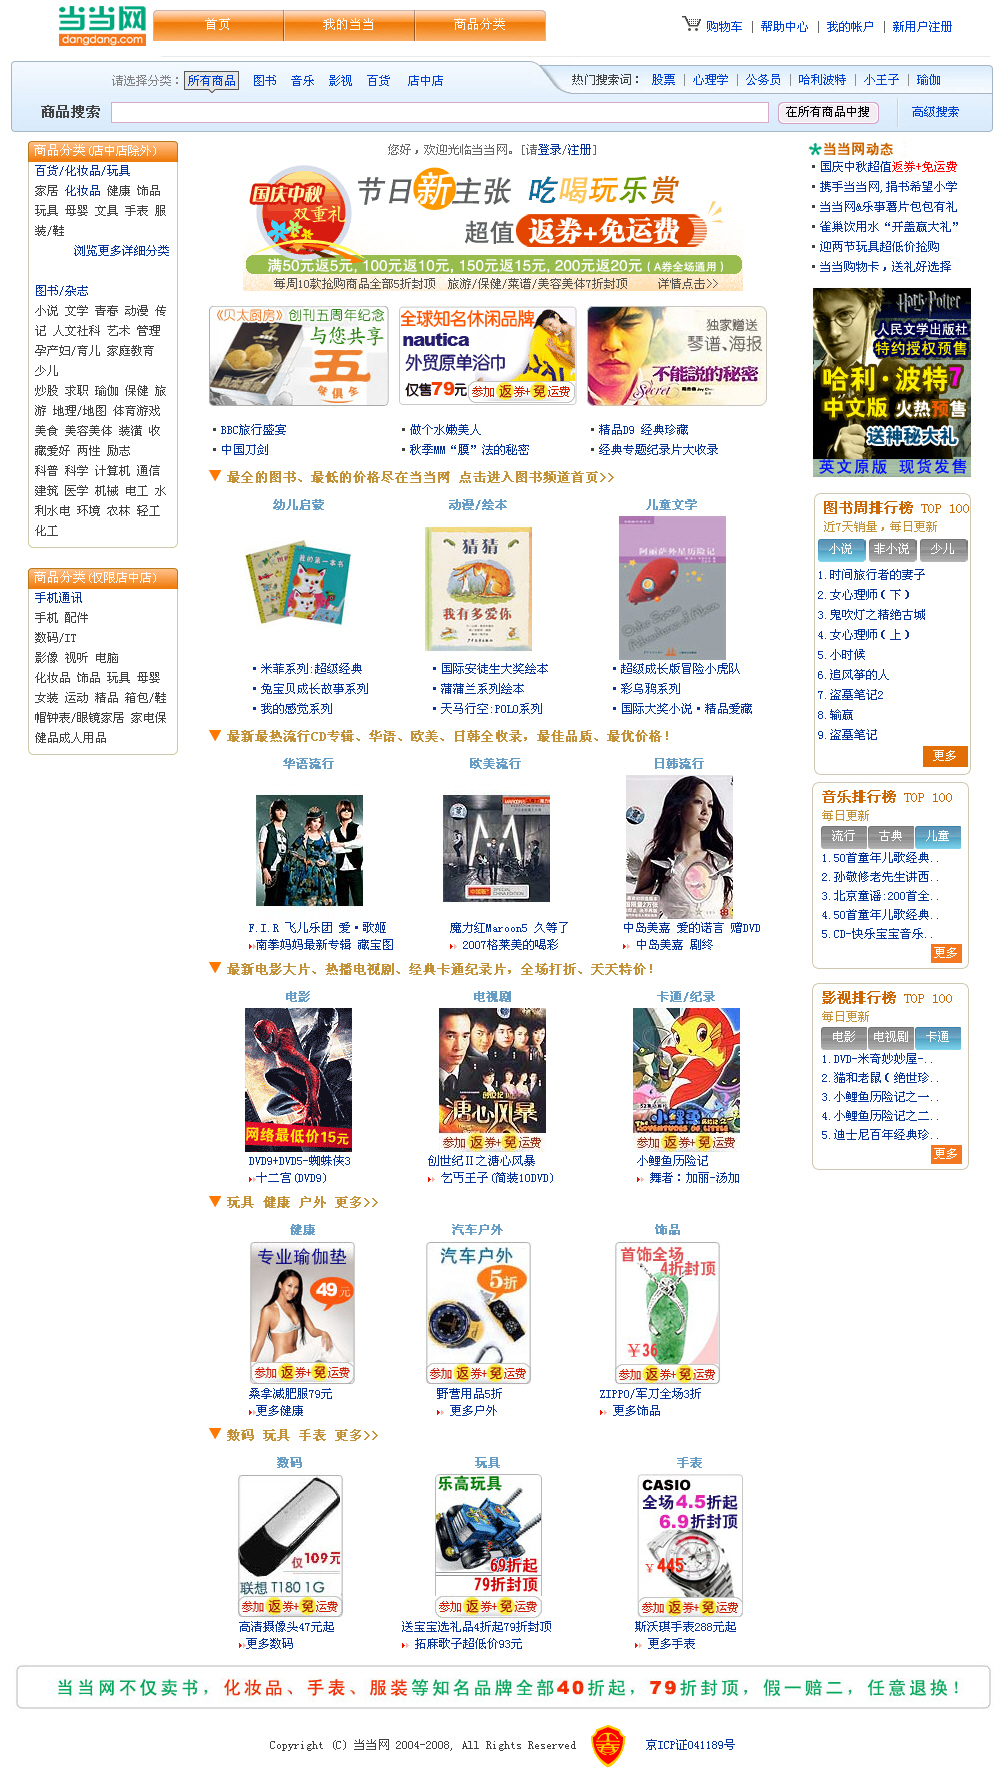 当当网
dangdang.com
首页 我的当当 商品分类
购物车 | 帮助中心 | 我的帐户 | 新用户注册
请选择分类: 所有商品 图书 音乐 影视 百货 店中店
热门搜索词: 股票 | 心理学 | 公务员 | 哈利波特 | 小王子 | 瑜伽
商品搜索 在所有商品中搜 高级搜索
商品分类(店中店除外)
百货/化妆品/玩具
家居 化妆品 健康 饰品
玩具 母婴 文具 手表 服
装/鞋
浏览更多详细分类
图书/杂志
小说 文学 青春 动漫 传
记 人文社科 艺术 管理
孕产妇/育儿 家庭教育
少儿
炒股 求职 瑜伽 保健 旅
游 地理/地图 体育游戏
美食 美容美体 装潢 收
藏爱好 两性 励志
科普 科学 计算机 通信
建筑 医学 机械 电工 水
利水电 环境 农林 轻工
化工
商品分类(仅限店中店)
手机通讯
手机 配件
数码/IT
影像 视听 电脑
化妆品 饰品 玩具 母婴
女装 运动 精品 箱包/鞋
帽钟表/眼镜家居 家电保
健品成人用品
您好,欢迎光临当当网。[请登录/注册]
国庆中秋
双重礼
节日新主张 吃喝玩乐赏
超值返券+免运费
满50元返5元, 100元返10元, 150元返15元, 200元返20元(A券全场通用)
每周10款抢购商品全部5折封顶 旅游/保健/菜谱/美容美体7折封顶 详情点击>>
《贝太厨房》创刊五周年纪念
与您共享
五
全球知名休闲品牌
nautica
外贸原单浴巾
仅售79元 参加返券+免运费
独家赠送
琴谱、海报
不能說的秘密
Secret
▪ BBC旅行盛宴
▪ 中国刀剑
▪ 做个水嫩美人
▪ 秋季MM“膜”法的秘密
▪ 精品D9 经典珍藏
▪ 经典专题纪录片大收录
▼ 最全的图书、最低的价格尽在当当网 点击进入图书频道首页>>
幼儿启蒙 动漫/绘本 儿童文学
我的第一本书
猜猜
我有多爱你
阿丽萨外星历险记
▪ 米菲系列:超级经典
▪ 兔宝贝成长故事系列
▪ 我的感觉系列
▪ 国际安徒生大奖绘本
▪ 蒲蒲兰系列绘本
▪ 天马行空:POLO系列
▪ 超级成长版冒险小虎队
▪ 彩乌鸦系列
▪ 国际大奖小说▪精品爱藏
▼ 最新最热流行CD专辑、华语、欧美、日韩全收录,最佳品质、最优价格!
华语流行 欧美流行 日韩流行
F.I.R 飞儿乐团 爱·歌姬
南拳妈妈最新专辑 藏宝图
魔力红Maroon5 久等了
2007格莱美的喝彩
中岛美嘉 爱的诺言 赠DVD
中岛美嘉 剧终
▼ 最新电影大片、热播电视剧、经典卡通纪录片,全场打折、天天特价!
电影 电视剧 卡通/纪录
网络最低价15元
溏心风暴
参加返券+免运费
小鲤鱼
参加返券+免运费
DVD9+DVD5-蜘蛛侠3
十二宫(DVD9)
创世纪II之溏心风暴
乞丐王子(简装10DVD)
小鲤鱼历险记
舞者:加丽-汤加
▼ 玩具 健康 户外 更多>>
健康 汽车户外 饰品
专业瑜伽垫
49元
参加返券+免运费
汽车户外
5折
参加返券+免运费
首饰全场
4折封顶
¥36
参加返券+免运费
桑拿减肥服79元
更多健康
野营用品5折
更多户外
ZIPPO/军刀全场3折
更多饰品
▼ 数码 玩具 手表 更多>>
数码 玩具 手表
仅109元
联想 T180 1G
参加返券+免运费
乐高玩具
69折起
79折封顶
参加返券+免运费
CASIO
全场4.5折起
6.9折封顶
¥445
参加返券+免运费
高清摄像头47元起
更多数码
送宝宝选礼品4折起79折封顶
拓麻歌子超低价93元
斯沃琪手表288元起
更多手表
当当网动态
▪ 国庆中秋超值返券+免运费
▪ 携手当当网,捐书希望小学
▪ 当当网&乐事薯片包包有礼
▪ 雀巢饮用水“开盖赢大礼”
▪ 迎两节玩具超低价抢购
▪ 当当购物卡,送礼好选择
Harry Potter
人民文学出版社
特约授权预售
哈利·波特7
中文版 火热预售
送神秘大礼
英文原版 现货发售
图书周排行榜 TOP 100
近7天销量,每日更新
小说 非小说 少儿
1.时间旅行者的妻子
2.女心理师(下)
3.鬼吹灯之精绝古城
4.女心理师(上)
5.小时候
6.追风筝的人
7.盗墓笔记2
8.输赢
9.盗墓笔记
更多
音乐排行榜 TOP 100
每日更新
流行 古典 儿童
1.50首童年儿歌经典..
2.孙敬修老先生讲西..
3.北京童谣:200首全..
4.50首童年儿歌经典..
5.CD-快乐宝宝音乐..
更多
影视排行榜 TOP 100
每日更新
电影 电视剧 卡通
1.DVD-米奇妙妙屋-..
2.猫和老鼠(绝世珍..
3.小鲤鱼历险记之一..
4.小鲤鱼历险记之二..
5.迪士尼百年经典珍..
更多
当当网不仅卖书,化妆品、手表、服装等知名品牌全部40折起,79折封顶,假一赔二,任意退换!
Copyright (C) 当当网 2004-2008, All Rights Reserved 京ICP证041189号